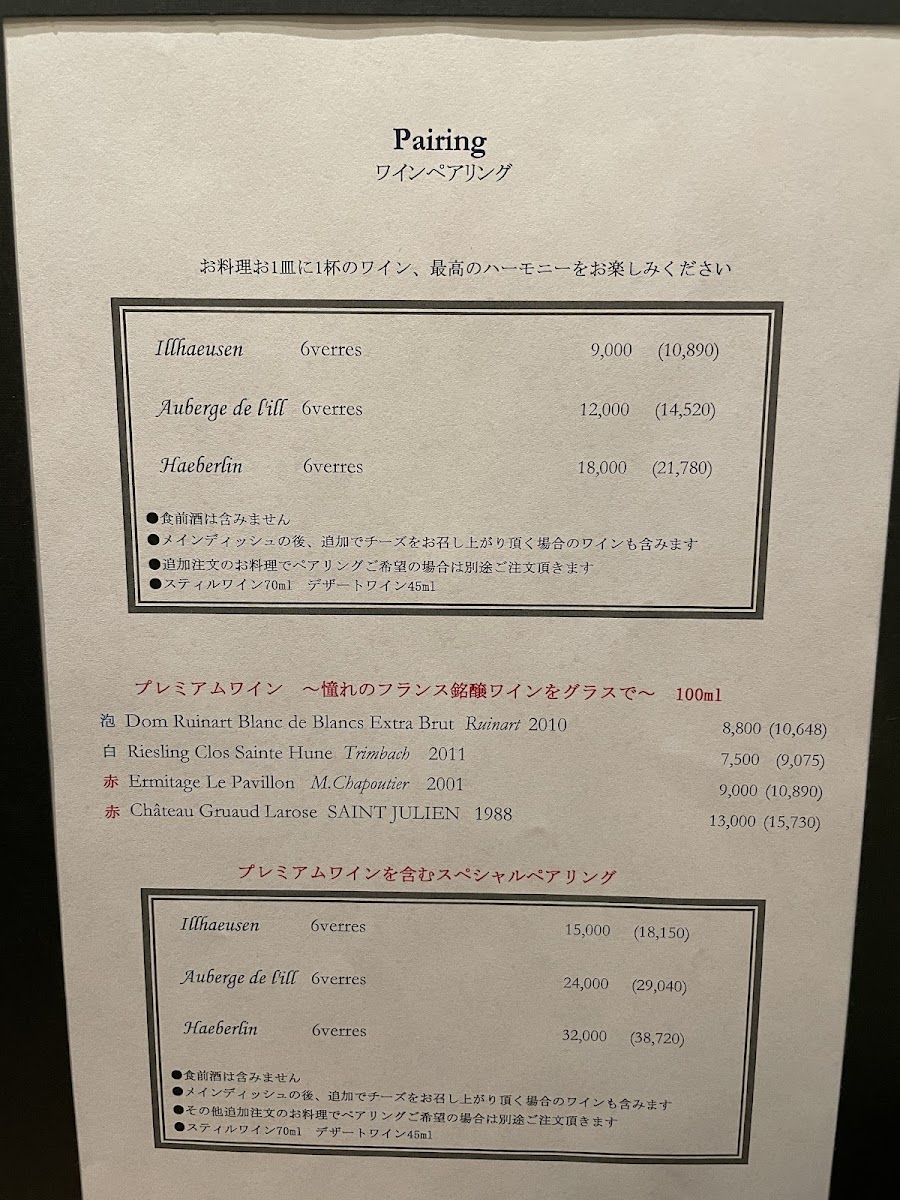 Pairing
ワインペアリング
お料理お1皿に1杯のワイン、最高のハーモニーをお楽しみください
Illhaeusen 6verres 9,000 (10,890)
Auberge de l'ill 6verres 12,000 (14,520)
Haeberlin 6verres 18,000 (21,780)
●食前酒は含みません
●メインディッシュの後、追加でチーズをお召し上がり頂く場合のワインも含みます
●追加注文のお料理でペアリングご希望の場合は別途ご注文頂きます
●スティルワイン70ml デザートワイン45ml
プレミアムワイン ～憧れのフランス銘醸ワインをグラスで～ 100ml
泡 Dom Ruinart Blanc de Blancs Extra Brut Ruinart 2010 8,800 (10,648)
白 Riesling Clos Sainte Hune Trimbach 2011 7,500 (9,075)
赤 Ermitage Le Pavillon M.Chapoutier 2001 9,000 (10,890)
赤 Château Gruaud Larose SAINT JULIEN 1988 13,000 (15,730)
プレミアムワインを含むスペシャルペアリング
Illhaeusen 6verres 15,000 (18,150)
Auberge de l'ill 6verres 24,000 (29,040)
Haeberlin 6verres 32,000 (38,720)
●食前酒は含みません
●メインディッシュの後、追加でチーズをお召し上がり頂く場合のワインも含みます
●その他追加注文のお料理でペアリングご希望の場合は別途ご注文頂きます
●スティルワイン70ml デザートワイン45ml